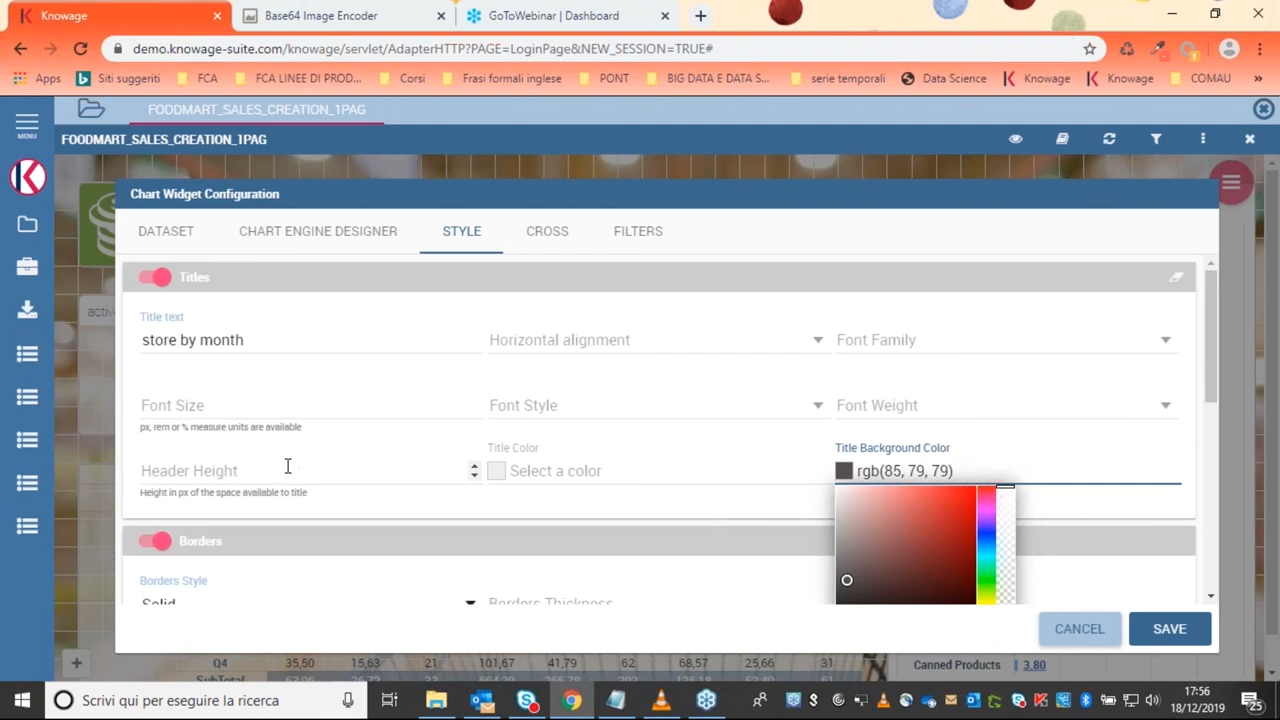 Knowage
Base64 Image Encoder
GoToWebinar | Dashboard
demo.knowage-suite.com/knowage/servlet/AdapterHTTP?PAGE=LoginPage&NEW_SESSION=TRUE#
Apps Siti suggeriti FCA FCA LINEE DI PROD... Corsi Frasi formali inglese PONT BIG DATA E DATA S... serie temporali Data Science Knowage Knowage COMAU »
MENU
FOODMART_SALES_CREATION_1PAG
FOODMART_SALES_CREATION_1PAG
Chart Widget Configuration
DATASET CHART ENGINE DESIGNER STYLE CROSS FILTERS
Titles
Title text
store by month Horizontal alignment Font Family
Font Size Font Style Font Weight
px, rem or % measure units are available
Title Color Title Background Color
Header Height Select a color rgb(85, 79, 79)
Height in px of the space available to title
Borders
Borders Style
Solid Borders Thickness
CANCEL SAVE
Q4 35,50 15,63 21 101,67 41,79 62 68,57 25,66 31 Canned Products 3.80
Scrivi qui per eseguire la ricerca
17:56
18/12/2019
25